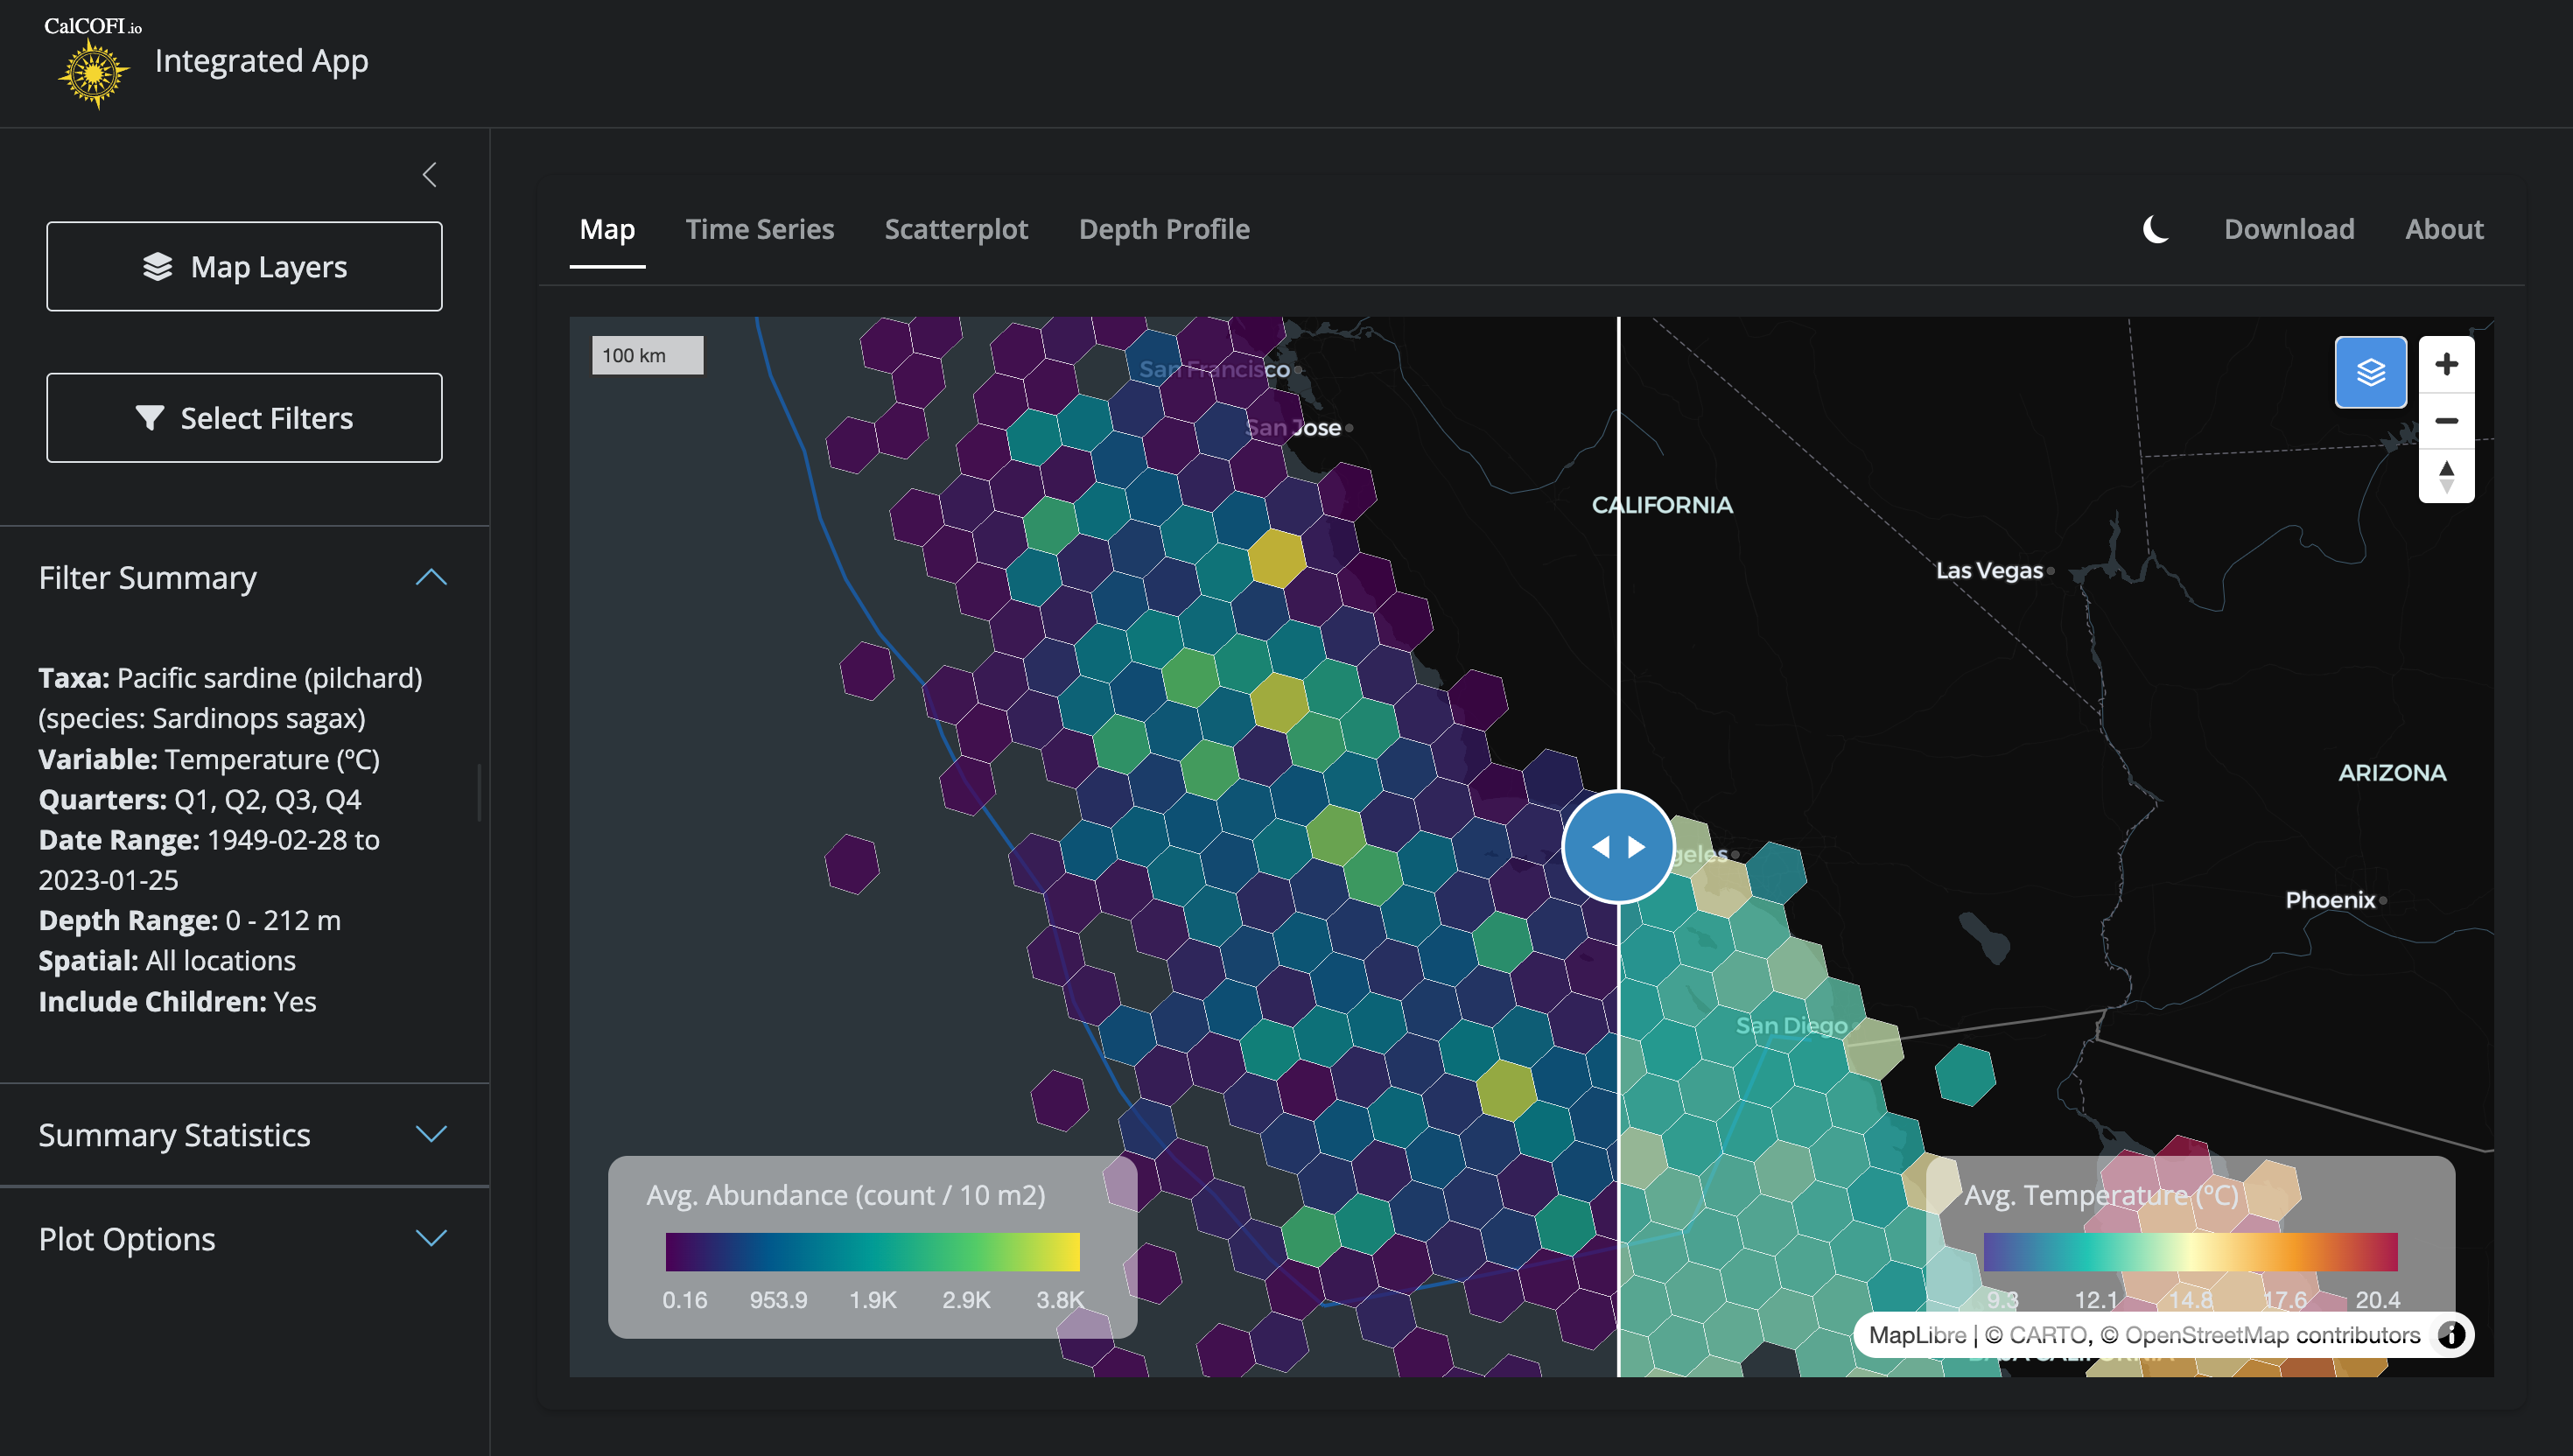 CalCOFI.io
Integrated App
Map Layers
Select Filters
Filter Summary
Taxa: Pacific sardine (pilchard)
(species: Sardinops sagax)
Variable: Temperature (ºC)
Quarters: Q1, Q2, Q3, Q4
Date Range: 1949-02-28 to
2023-01-25
Depth Range: 0 - 212 m
Spatial: All locations
Include Children: Yes
Summary Statistics
Plot Options
Map Time Series Scatterplot Depth Profile Download About
100 km
San Francisco
San Jose
CALIFORNIA
Las Vegas
ARIZONA
geles
Phoenix
San Diego
Avg. Abundance (count / 10 m2)
0.16 953.9 1.9K 2.9K 3.8K
Avg. Temperature (ºC)
9.3 12.1 14.8 17.6 20.4
MapLibre | © CARTO, © OpenStreetMap contributors